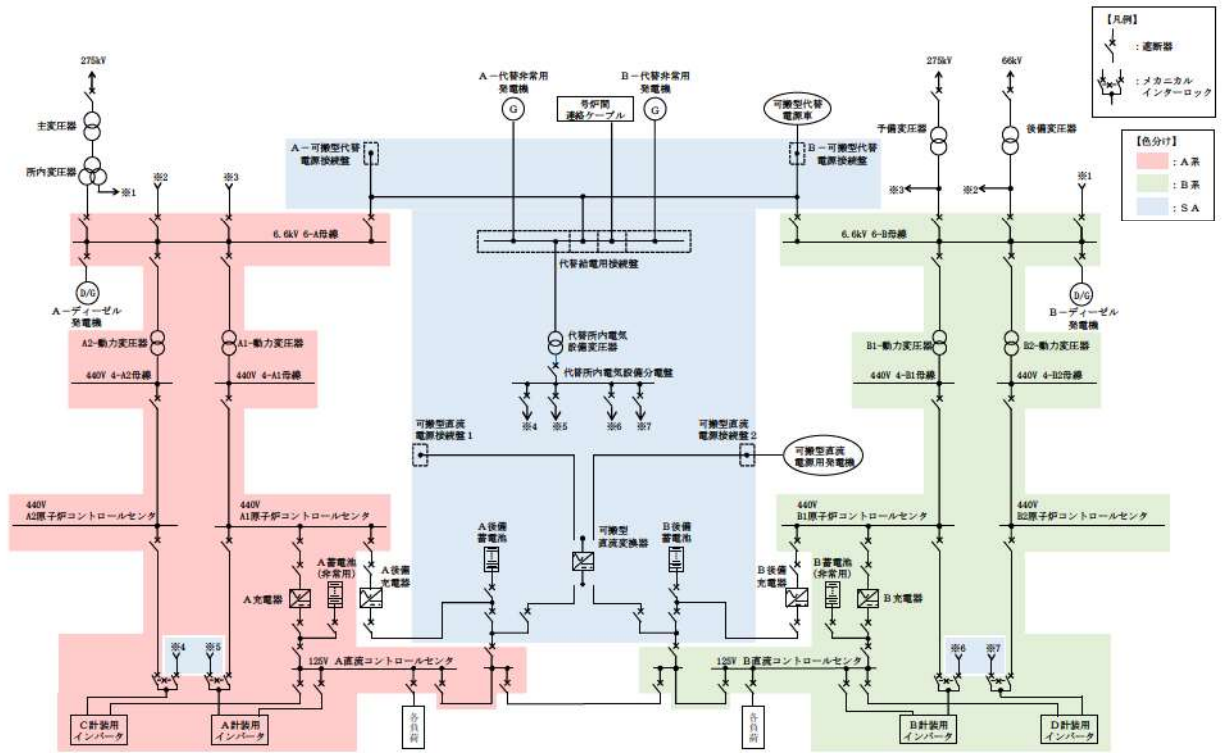 【凡例】
：遮断器
：メカニカル
インターロック
【色分け】
：A系
：B系
：SA
275kV
主変圧器
所内変圧器
※1
※2
※3
A－代替非常用
発電機
G
号炉間
連絡ケーブル
B－代替非常用
発電機
G
可搬型代替
電源車
275kV
66kV
予備変圧器
後備変圧器
※3
※2
※1
A－可搬型代替
電源接続盤
B－可搬型代替
電源接続盤
6.6kV 6-A母線
代替給電用接続盤
6.6kV 6-B母線
D/G
A－ディーゼル
発電機
D/G
B－ディーゼル
発電機
A2-動力変圧器
A1-動力変圧器
代替所内電気
設備変圧器
B1-動力変圧器
B2-動力変圧器
440V 4-A2母線
440V 4-A1母線
代替所内電気設備分電盤
440V 4-B1母線
440V 4-B2母線
※4
※5
※6
※7
可搬型直流
電源接続盤1
可搬型直流
電源接続盤2
可搬型直流
電源用発電機
440V
A2原子炉コントロールセンタ
440V
A1原子炉コントロールセンタ
440V
B1原子炉コントロールセンタ
440V
B2原子炉コントロールセンタ
A充電器
A蓄電池
(非常用)
A後備
充電器
A後備
蓄電池
可搬型
直流変換器
B後備
蓄電池
B後備
充電器
B蓄電池
(非常用)
B充電器
※4
※5
125V A直流コントロールセンタ
125V B直流コントロールセンタ
※6
※7
C計装用
インバータ
A計装用
インバータ
各負荷
各負荷
B計装用
インバータ
D計装用
インバータ